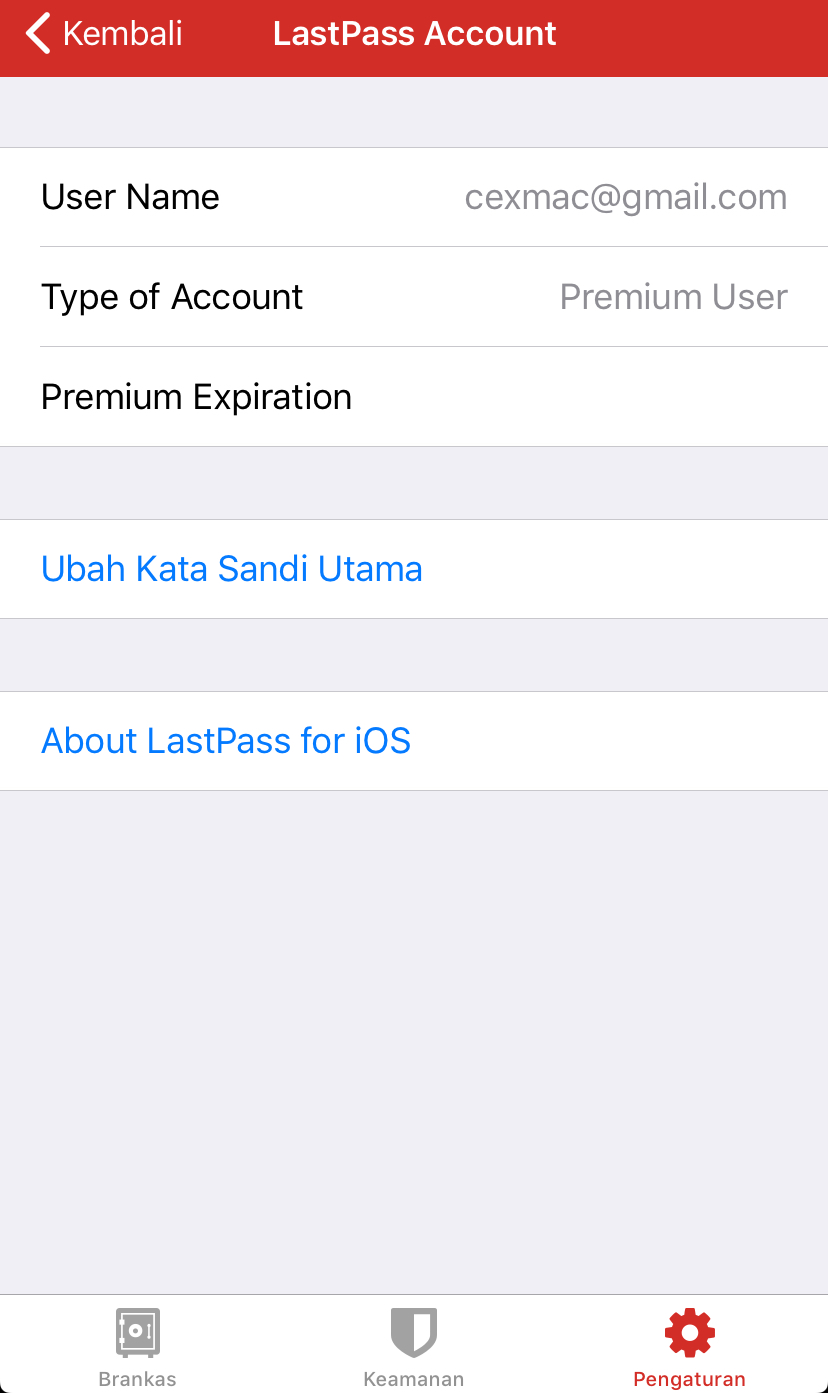 Kembali
LastPass Account
User Name
cexmac@gmail.com
Type of Account
Premium User
Premium Expiration
Ubah Kata Sandi Utama
About LastPass for iOS
Brankas
Keamanan
Pengaturan